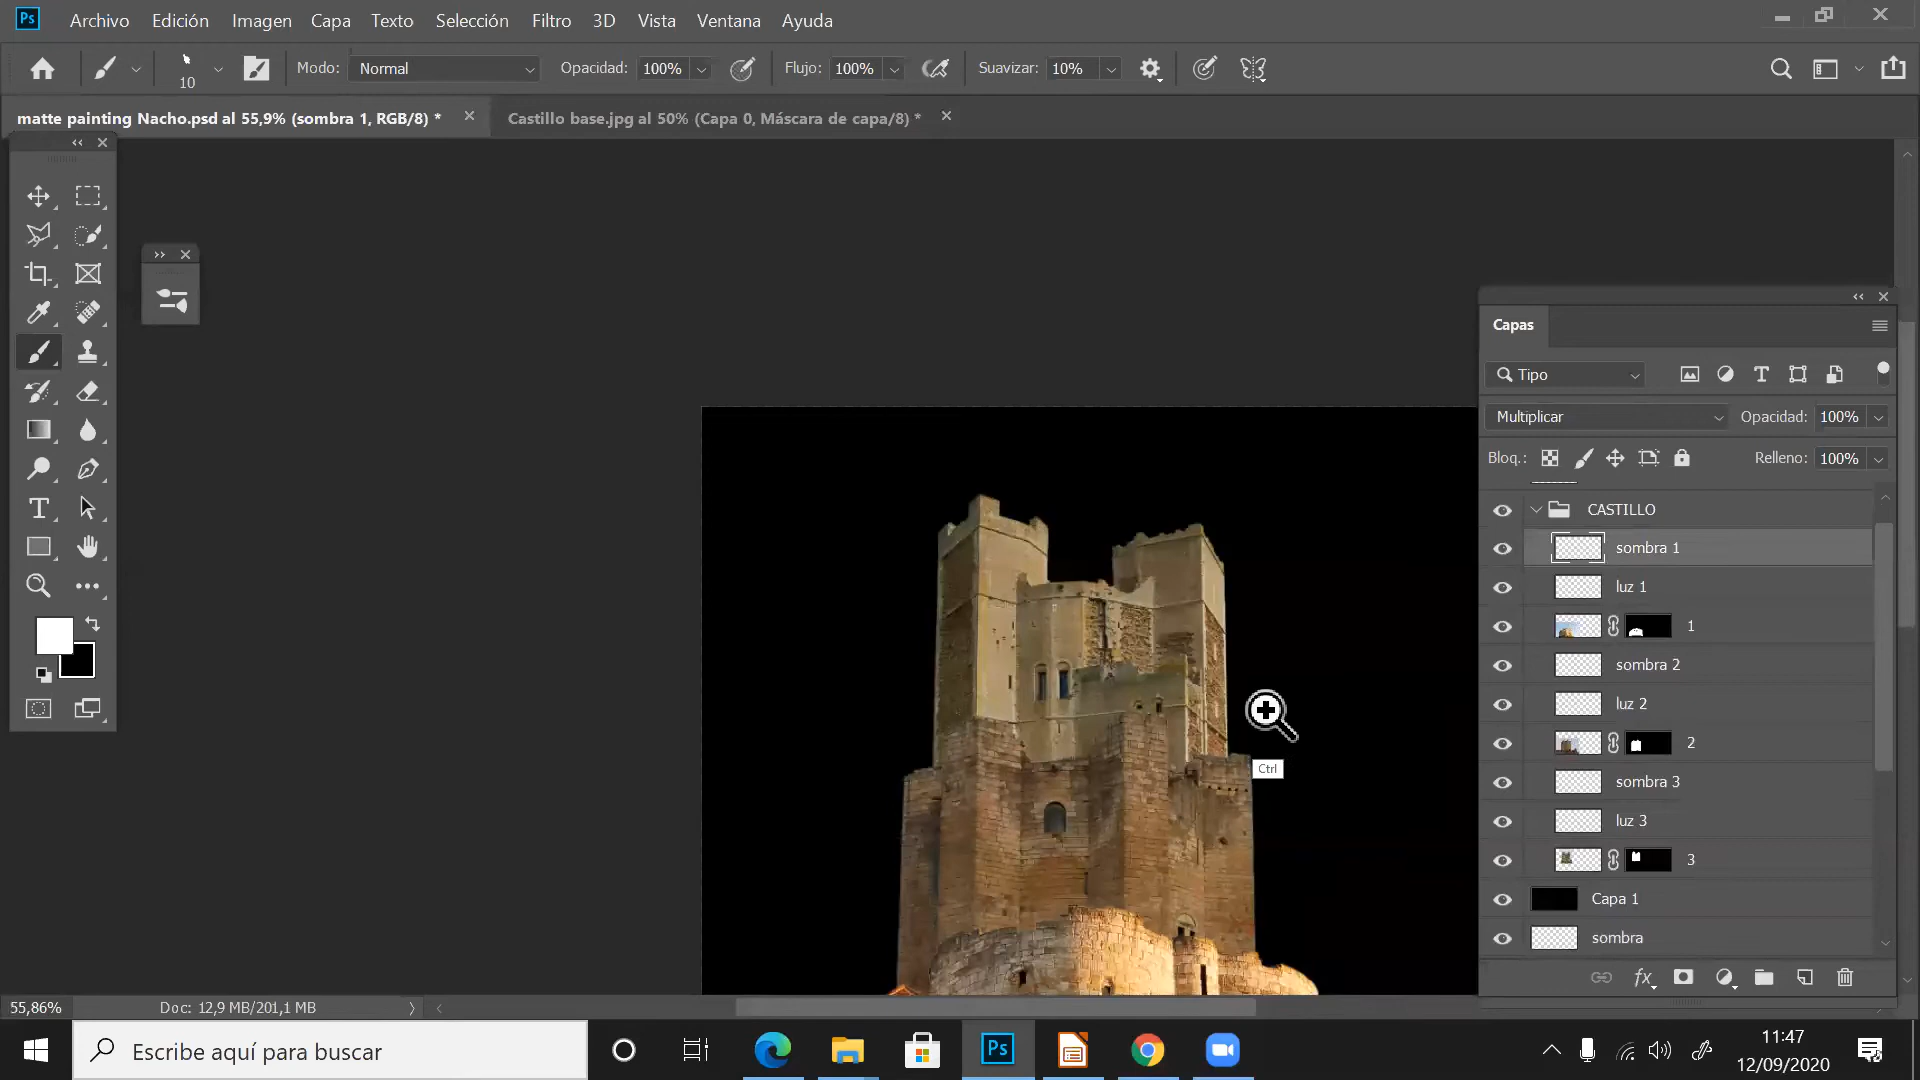 Ps Archivo Edición Imagen Capa Texto Selección Filtro 3D Vista Ventana Ayuda
10 Modo: Normal Opacidad: 100% Flujo: 100% Suavizar: 10%
matte painting Nacho.psd al 55,9% (sombra 1, RGB/8) * Castillo base.jpg al 50% (Capa 0, Máscara de capa/8) *
Capas
Tipo
Multiplicar Opacidad: 100%
Bloq.: Relleno: 100%
CASTILLO
sombra 1
luz 1
1
sombra 2
luz 2
2
Ctrl
sombra 3
luz 3
3
Capa 1
sombra
55,86% Doc: 12,9 MB/201,1 MB
Escribe aquí para buscar
Ps
11:47
12/09/2020